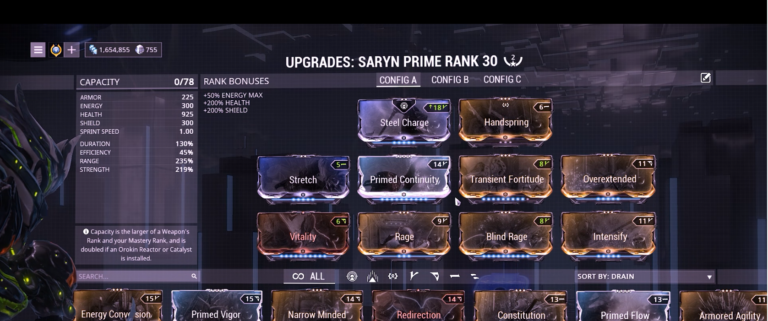 1,654,855 755
UPGRADES: SARYN PRIME RANK 30 2
CAPACITY 0/78
RANK BONUSES
CONFIG A CONFIG B CONFIG C
+50% ENERGY MAX
+200% HEALTH
+200% SHIELD
ARMOR 225
ENERGY 300
HEALTH 925
SHIELD 300
SPRINT SPEED 1.00
DURATION 130%
EFFICIENCY 45%
RANGE 235%
STRENGTH 219%
18
Steel Charge
6
Handspring
5
Stretch
14
Primed Continuity
8
Transient Fortitude
11
Overextended
6
Vitality
9
Rage
8
Blind Rage
11
Intensify
Capacity is the larger of a Weapon's
Rank and your Mastery Rank, and is
doubled if an Orokin Reactor or Catalyst
is installed.
SEARCH...
ALL
SORT BY: DRAIN
15
Energy Conversion
15
Primed Vigor
14
Narrow Minded
14
Redirection
13
Constitution
13
Primed Flow
11
Armored Agility